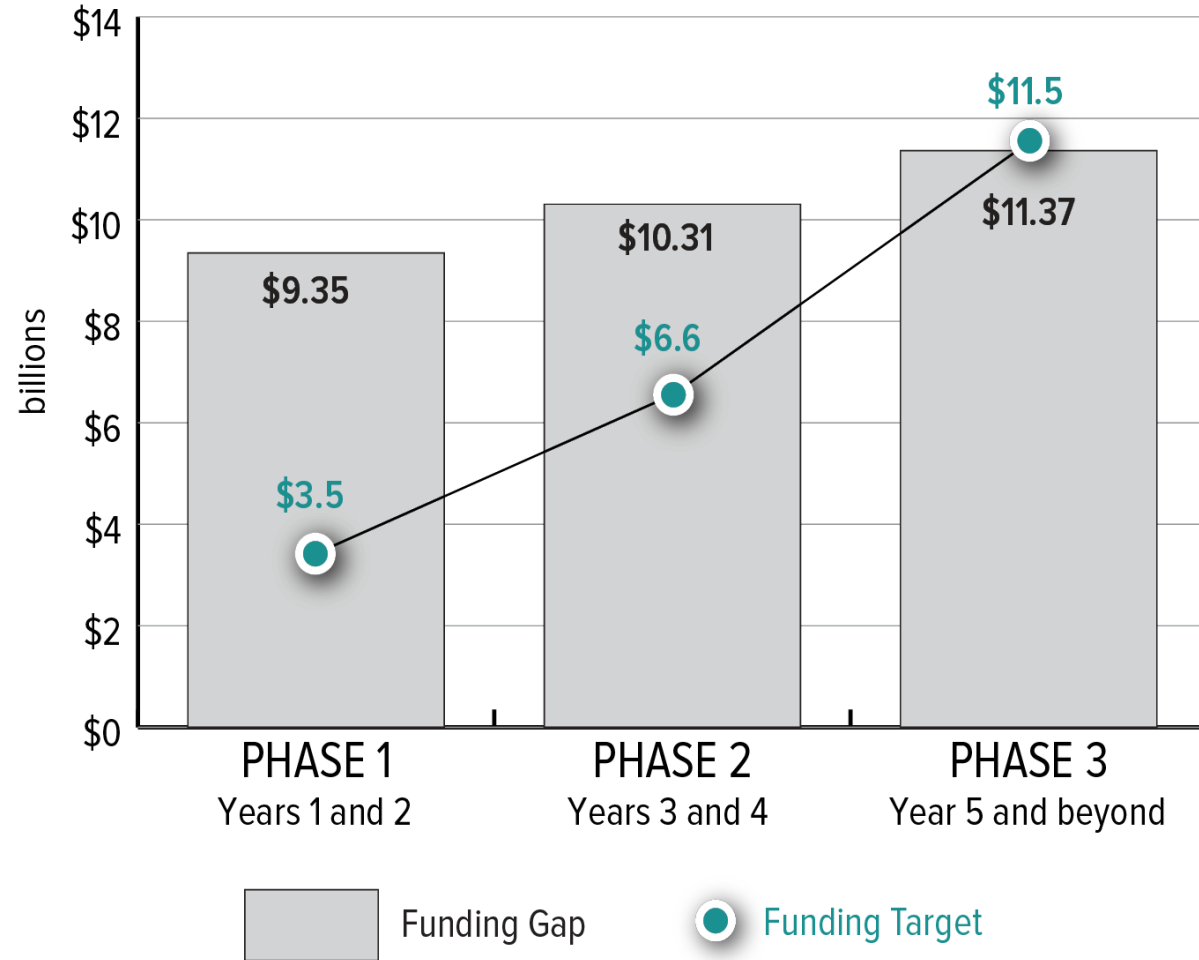 $14
$12
$10
$8
$6
$4
$2
$0
billions
$9.35
$3.5
$10.31
$6.6
$11.5
$11.37
PHASE 1
Years 1 and 2
PHASE 2
Years 3 and 4
PHASE 3
Year 5 and beyond
Funding Gap
Funding Target